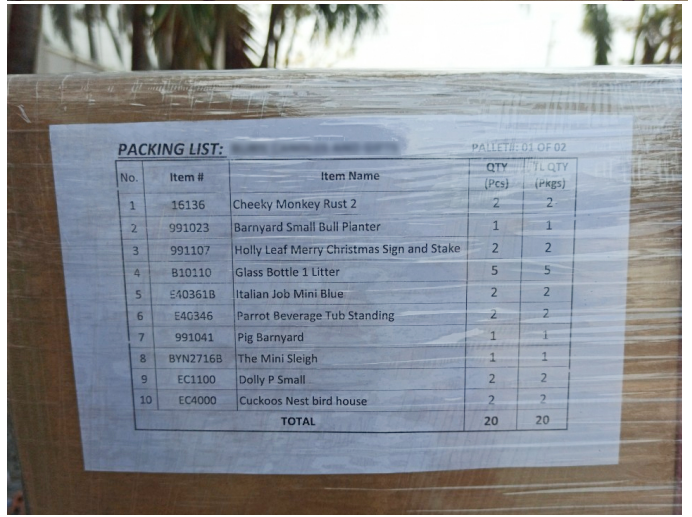 PACKING LIST:
PALLET#: 01 OF 02
No. Item # Item Name QTY (Pcs) TL QTY (Pkgs)
1 16136 Cheeky Monkey Rust 2 2 2
2 991023 Barnyard Small Bull Planter 1 1
3 991107 Holly Leaf Merry Christmas Sign and Stake 2 2
4 B10110 Glass Bottle 1 Litter 5 5
5 E40361B Italian Job Mini Blue 2 2
6 E40346 Parrot Beverage Tub Standing 2 2
7 991041 Pig Barnyard 1 1
8 BYN2716B The Mini Sleigh 1 1
9 EC1100 Dolly P Small 2 2
10 EC4000 Cuckoos Nest bird house 2 2
TOTAL 20 20